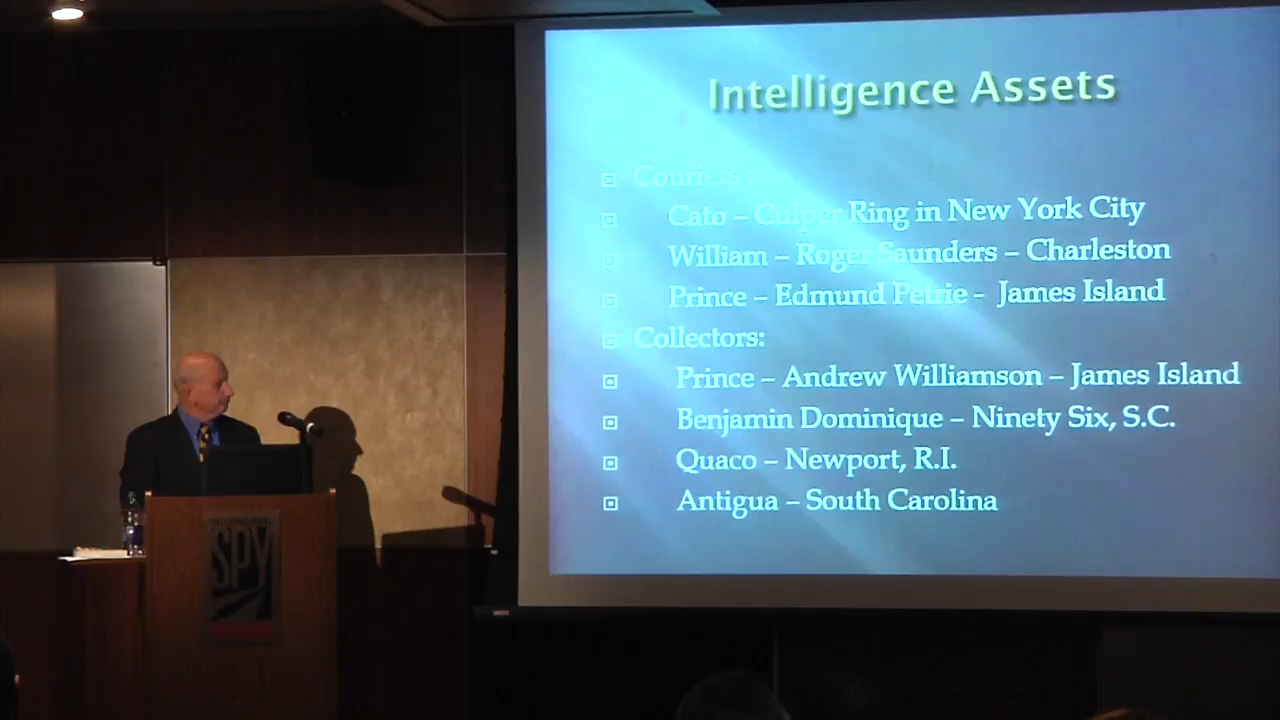 Intelligence Assets
Couriers :
Cato – Culper Ring in New York City
William – Roger Saunders – Charleston
Prince – Edmund Petrie - James Island
Collectors:
Prince – Andrew Williamson – James Island
Benjamin Dominique – Ninety Six, S.C.
Quaco – Newport, R.I.
Antigua – South Carolina
INTERNATIONAL
SPY